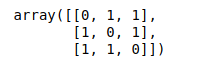 array([[0, 1, 1],
       [1, 0, 1],
       [1, 1, 0]])